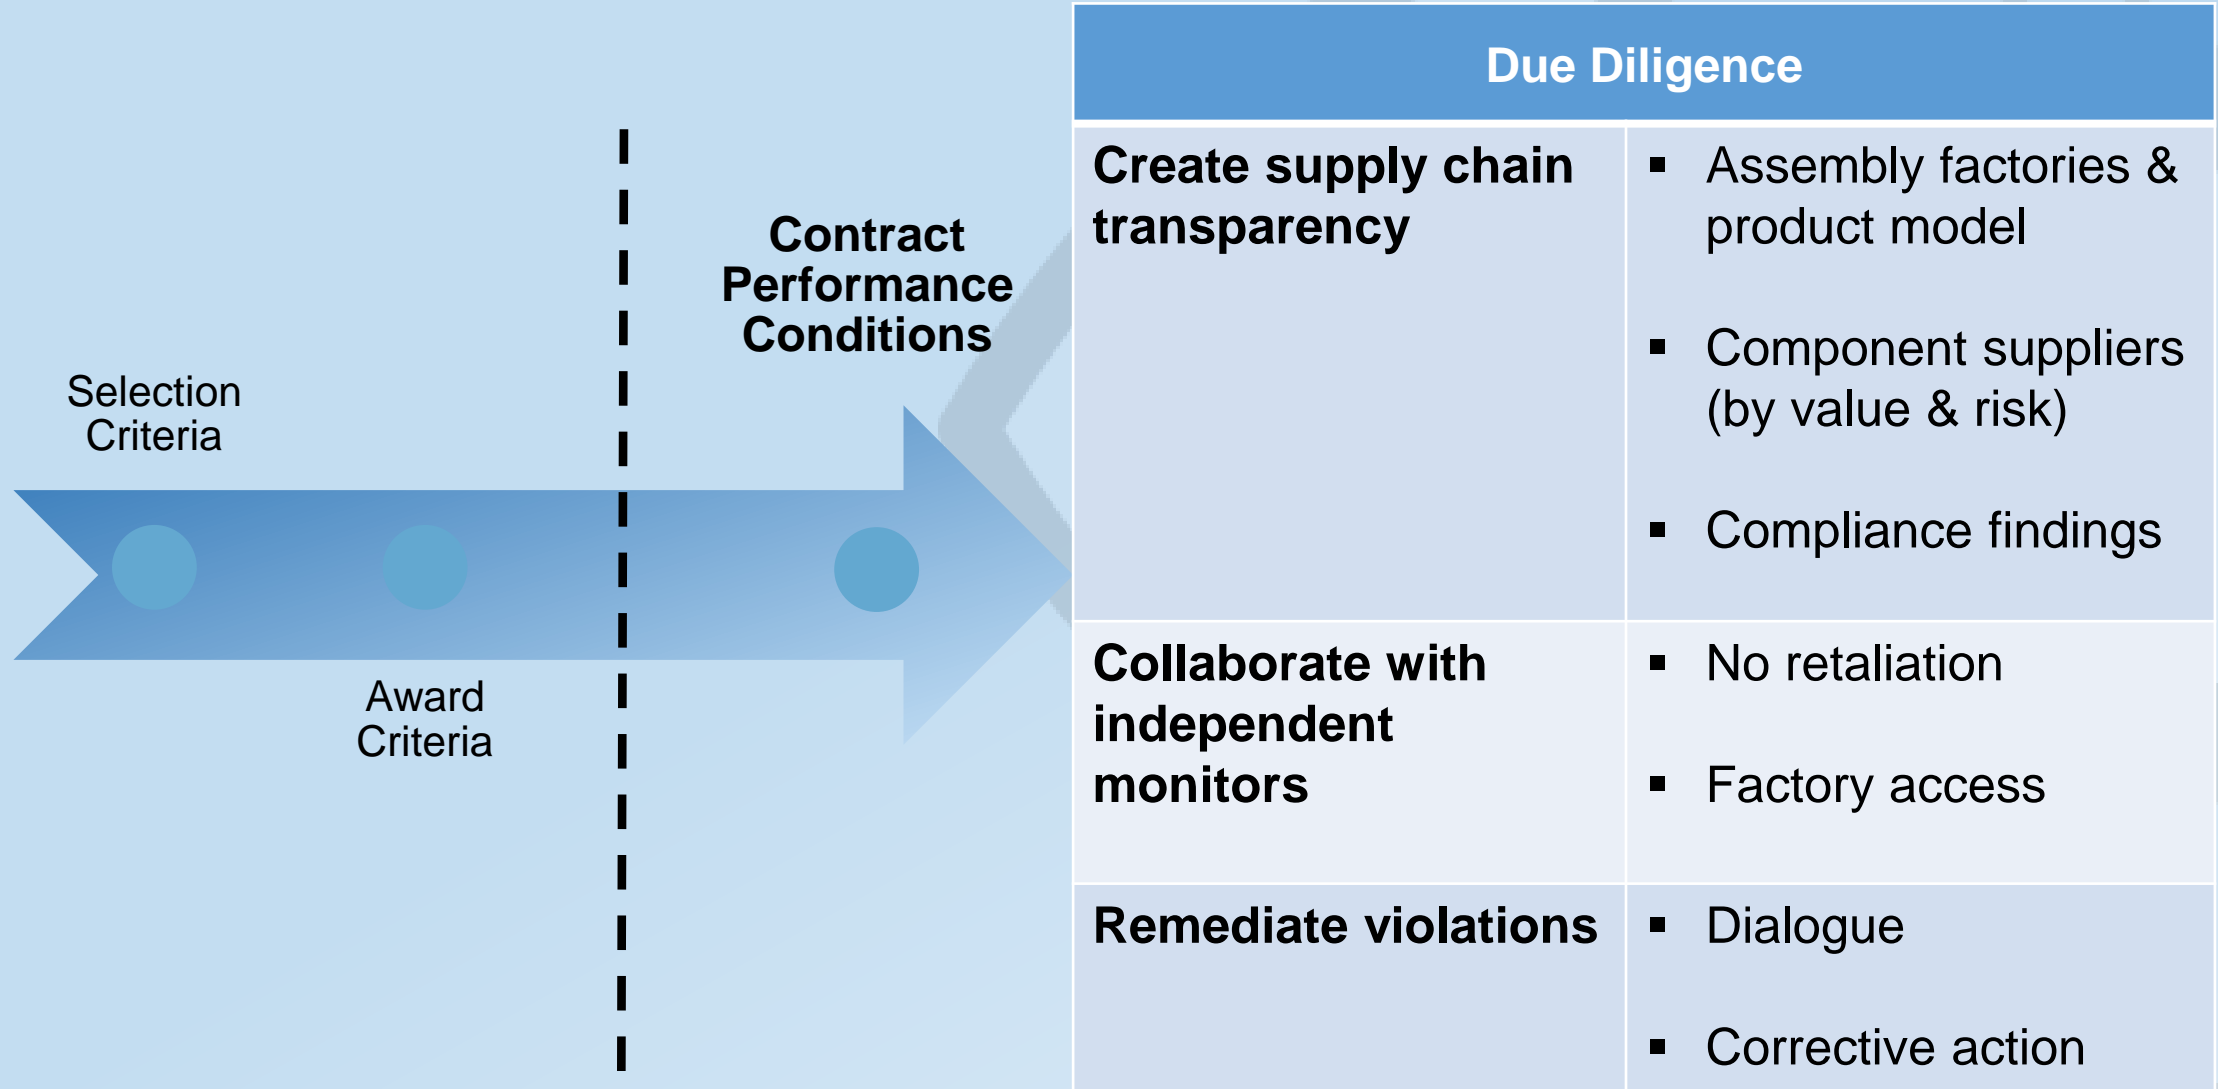 Selection
Criteria
Award
Criteria
Contract
Performance
Conditions
Due Diligence
Create supply chain
transparency
▪ Assembly factories &
product model
▪ Component suppliers
(by value & risk)
▪ Compliance findings
Collaborate with
independent
monitors
▪ No retaliation
▪ Factory access
Remediate violations
▪ Dialogue
▪ Corrective action